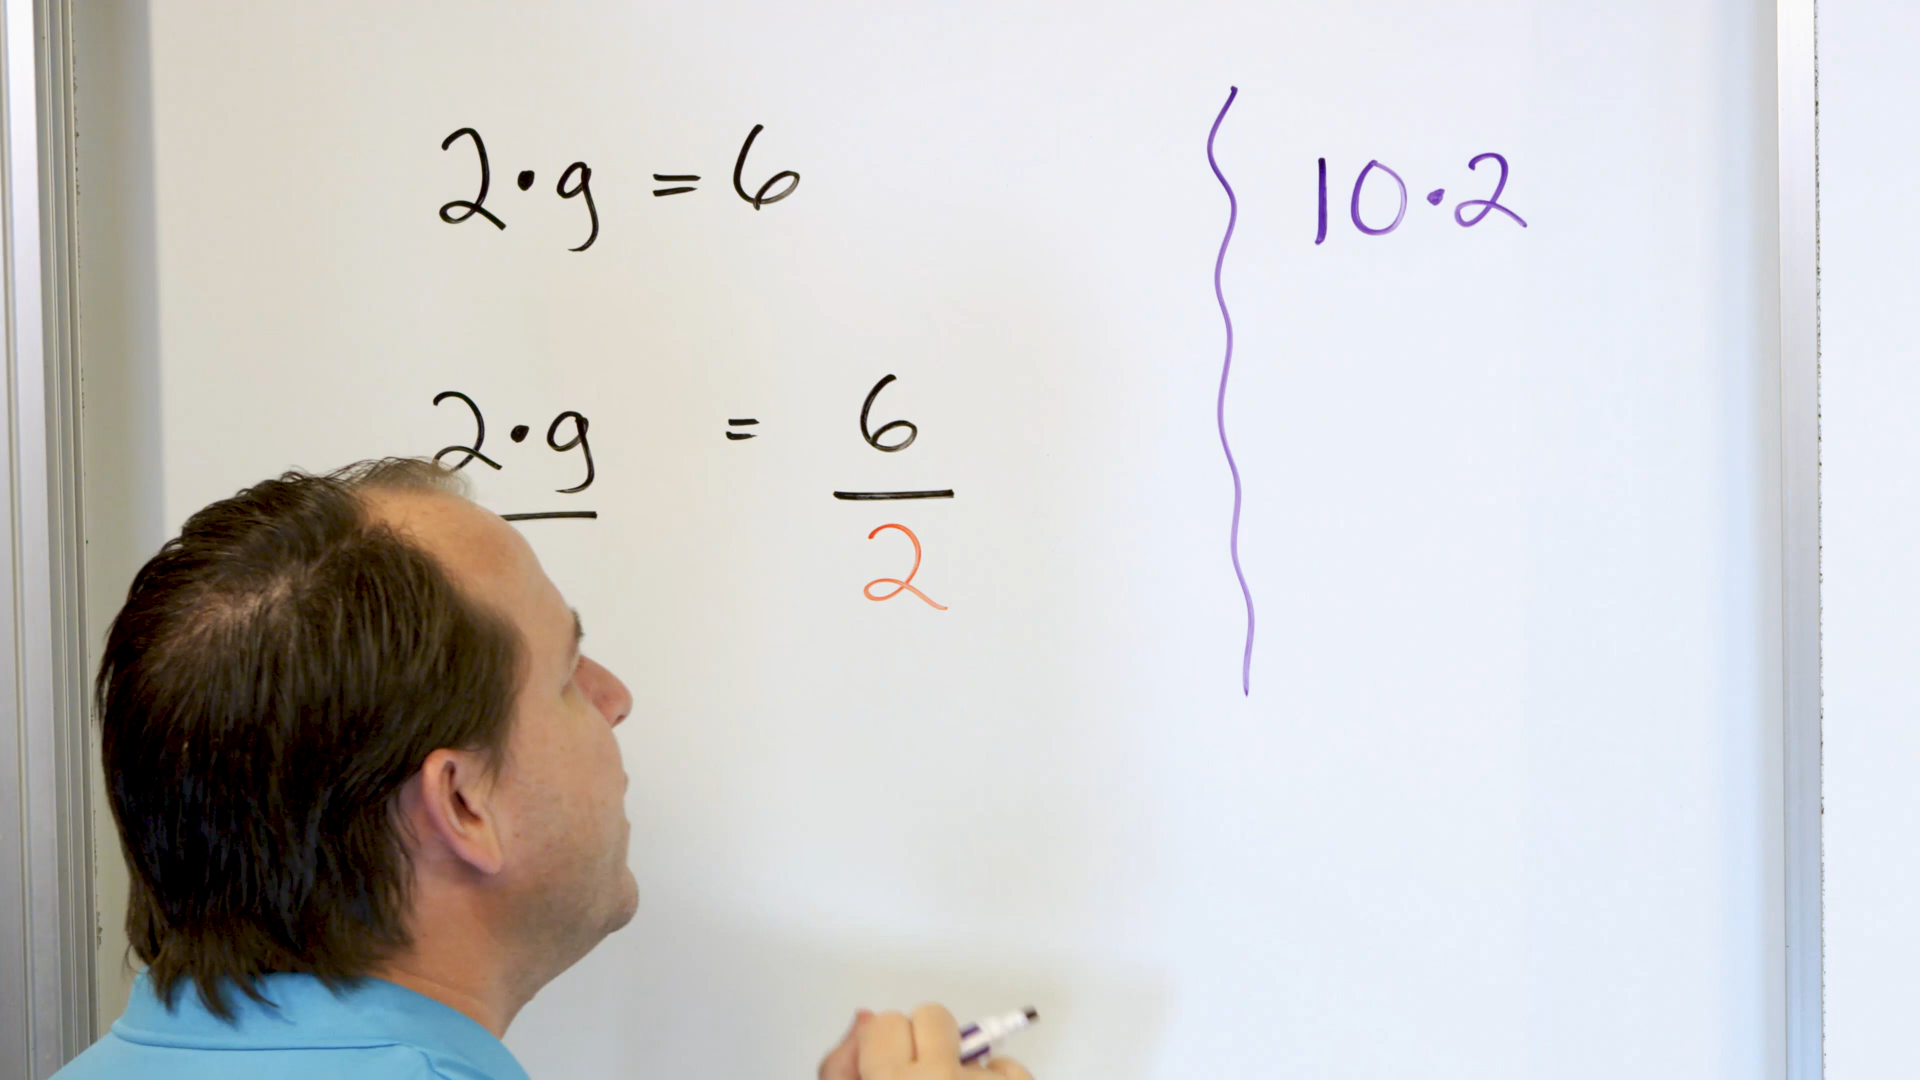 2·g = 6
2·g = 6
2
10·2